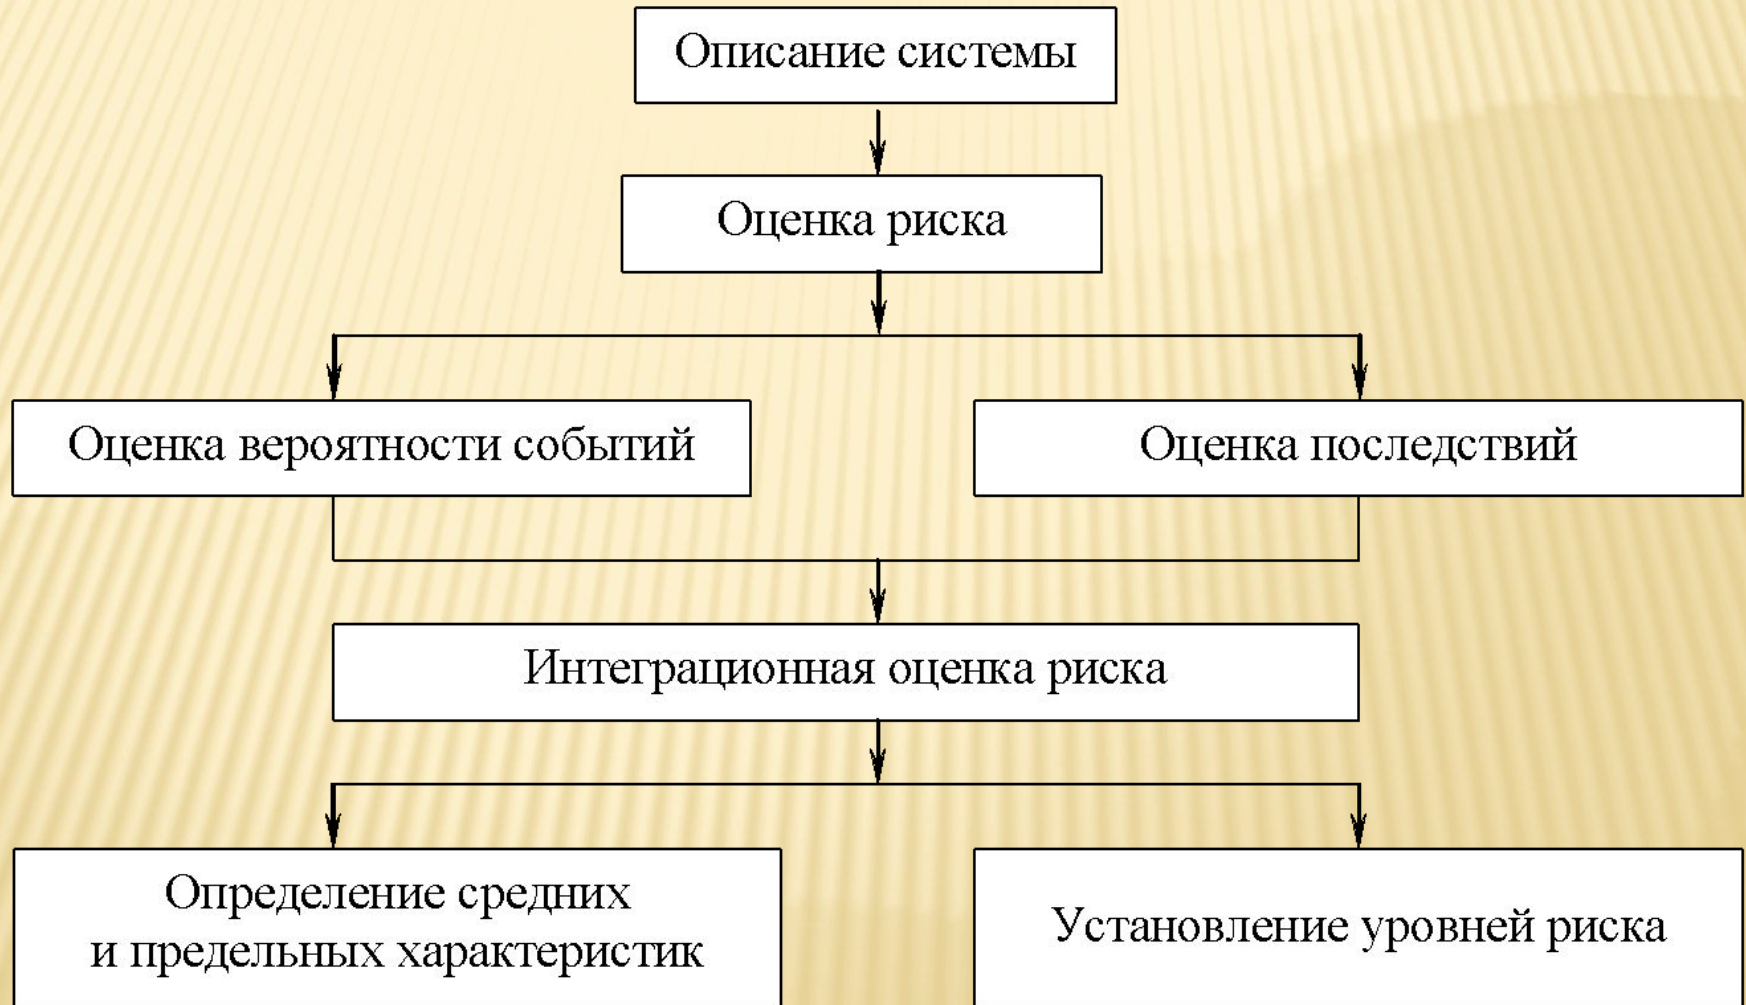 Описание системы
Оценка риска
Оценка вероятности событий
Оценка последствий
Интеграционная оценка риска
Определение средних
и предельных характеристик
Установление уровней риска